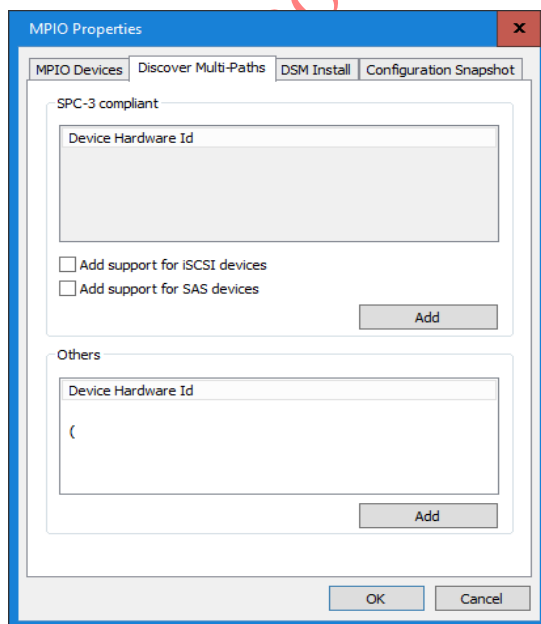 MPIO Properties
MPIO Devices Discover Multi-Paths DSM Install Configuration Snapshot
SPC-3 compliant
Device Hardware Id
Add support for iSCSI devices
Add support for SAS devices
Add
Others
Device Hardware Id
(
Add
OK Cancel